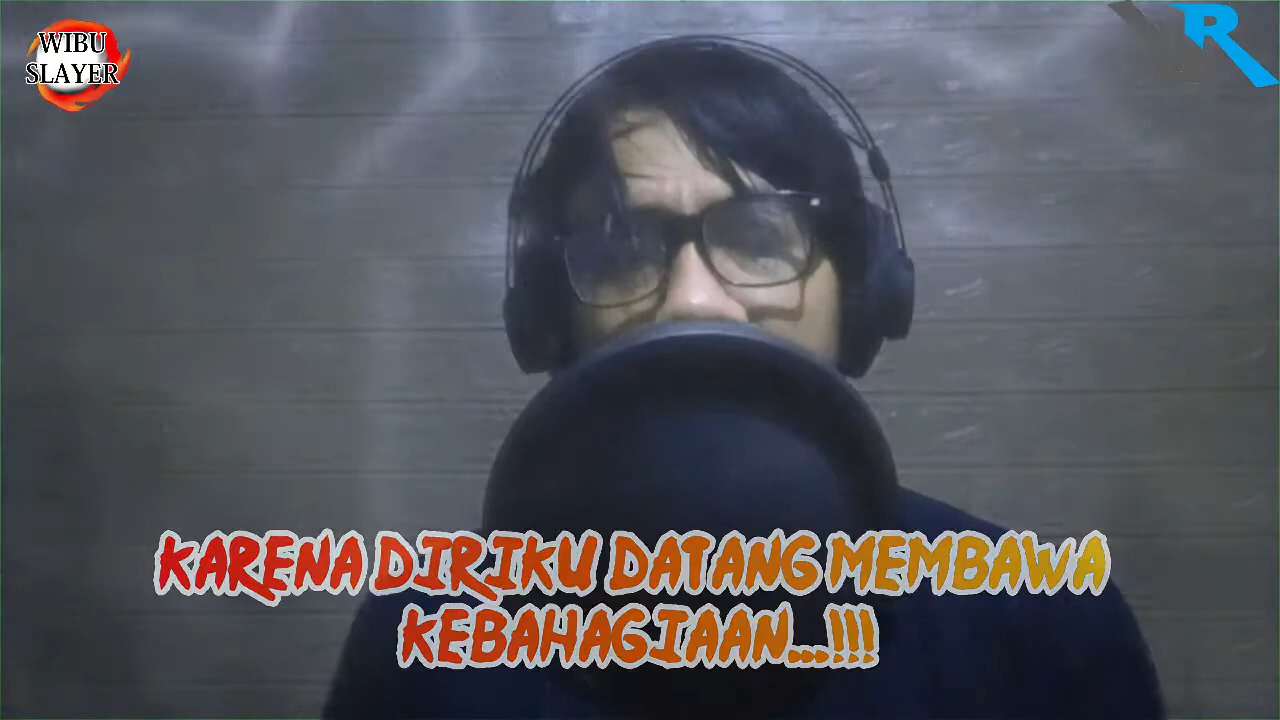 WIBU
SLAYER
R
KARENA DIRIKU DATANG MEMBAWA
KEBAHAGIAAN...!!!